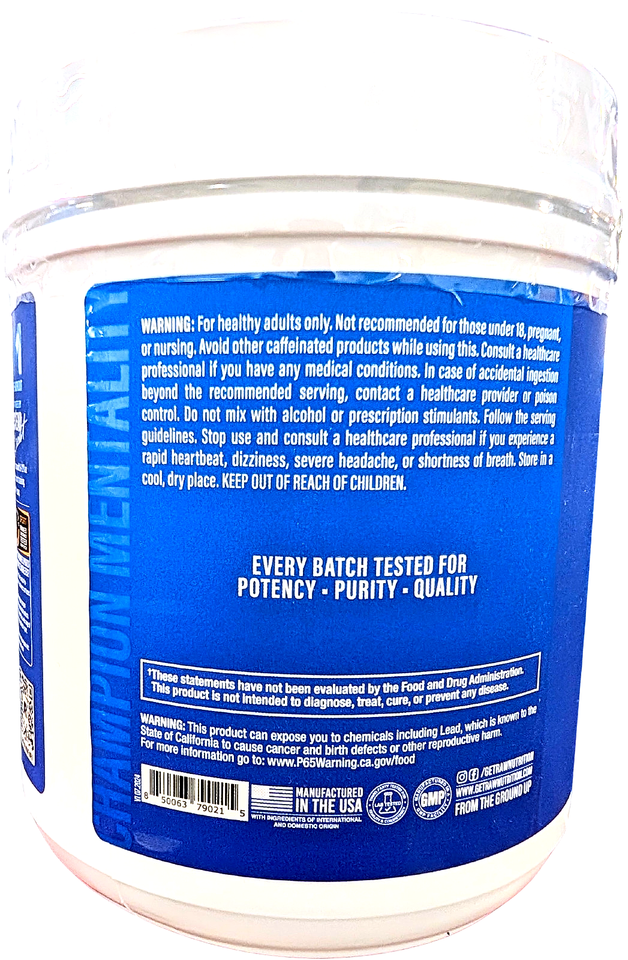 CHAMPION MENTALITY
WARNING: For healthy adults only. Not recommended for those under 18, pregnant,
or nursing. Avoid other caffeinated products while using this. Consult a healthcare
professional if you have any medical conditions. In case of accidental ingestion
beyond the recommended serving, contact a healthcare provider or poison
control. Do not mix with alcohol or prescription stimulants. Follow the serving
guidelines. Stop use and consult a healthcare professional if you experience a
rapid heartbeat, dizziness, severe headache, or shortness of breath. Store in a
cool, dry place. KEEP OUT OF REACH OF CHILDREN.
EVERY BATCH TESTED FOR
POTENCY - PURITY - QUALITY
†These statements have not been evaluated by the Food and Drug Administration.
This product is not intended to diagnose, treat, cure, or prevent any disease.
WARNING: This product can expose you to chemicals including Lead, which is known to the
State of California to cause cancer and birth defects or other reproductive harm.
For more information go to: www.P65Warning.ca.gov/food
8 50063 79021 5
MANUFACTURED
IN THE USA
WITH INGREDIENTS OF INTERNATIONAL
AND DOMESTIC ORIGIN
LAB TESTED
MANUFACTURED
GMP
/GETRAWNUTRITION
WWW.GETRAWNUTRITION.COM
FROM THE GROUND UP